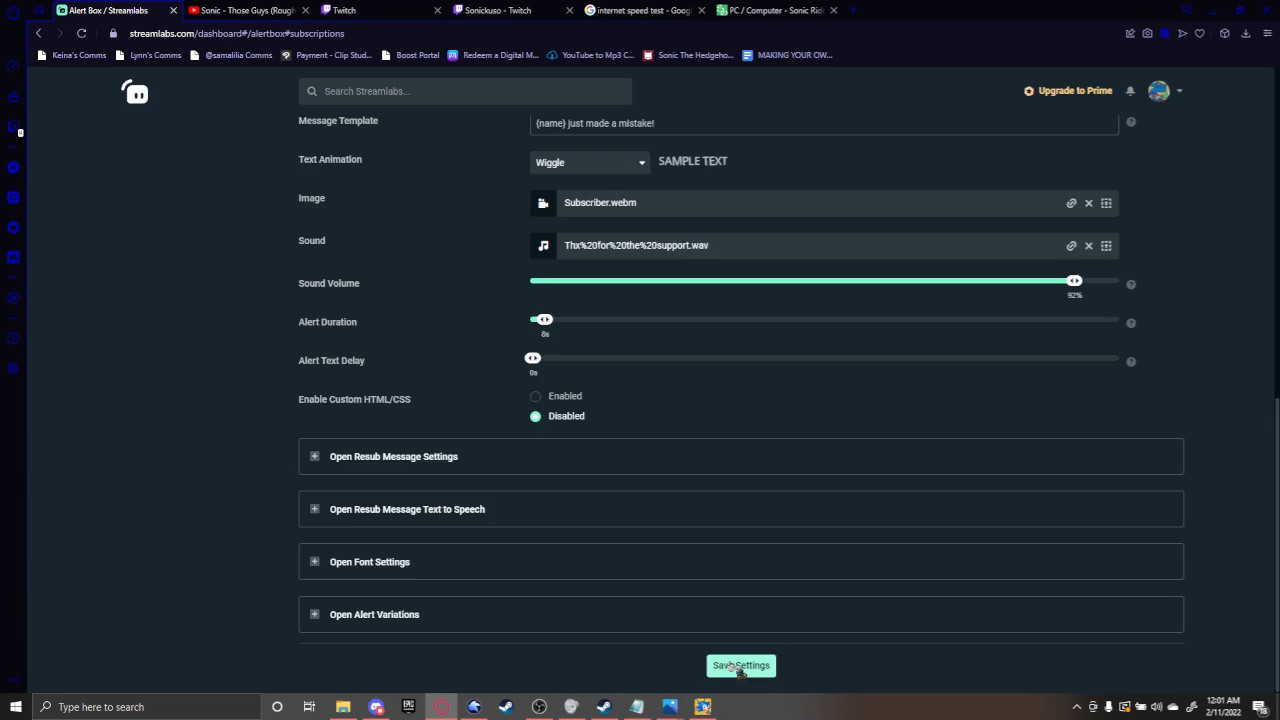 Alert Box / Streamlabs
Sonic - Those Guys (Rough
Twitch
Sonickuso - Twitch
internet speed test - Goog
PC / Computer - Sonic Rid
streamlabs.com/dashboard#/alertbox#subscriptions
Keina's Comms
Lynn's Comms
@samalilia Comms
Payment - Clip Stud...
Boost Portal
Redeem a Digital M...
YouTube to Mp3 C...
Sonic The Hedgeho...
MAKING YOUR OW...
Search Streamlabs...
Upgrade to Prime
Message Template
{name} just made a mistake!
Text Animation
Wiggle
SAMPLE TEXT
Image
Subscriber.webm
Sound
Thx%20for%20the%20support.wav
Sound Volume
92%
Alert Duration
8s
Alert Text Delay
0s
Enable Custom HTML/CSS
Enabled
Disabled
Open Resub Message Settings
Open Resub Message Text to Speech
Open Font Settings
Open Alert Variations
Save Settings
Type here to search
EPIC
12:01 AM
2/11/2022